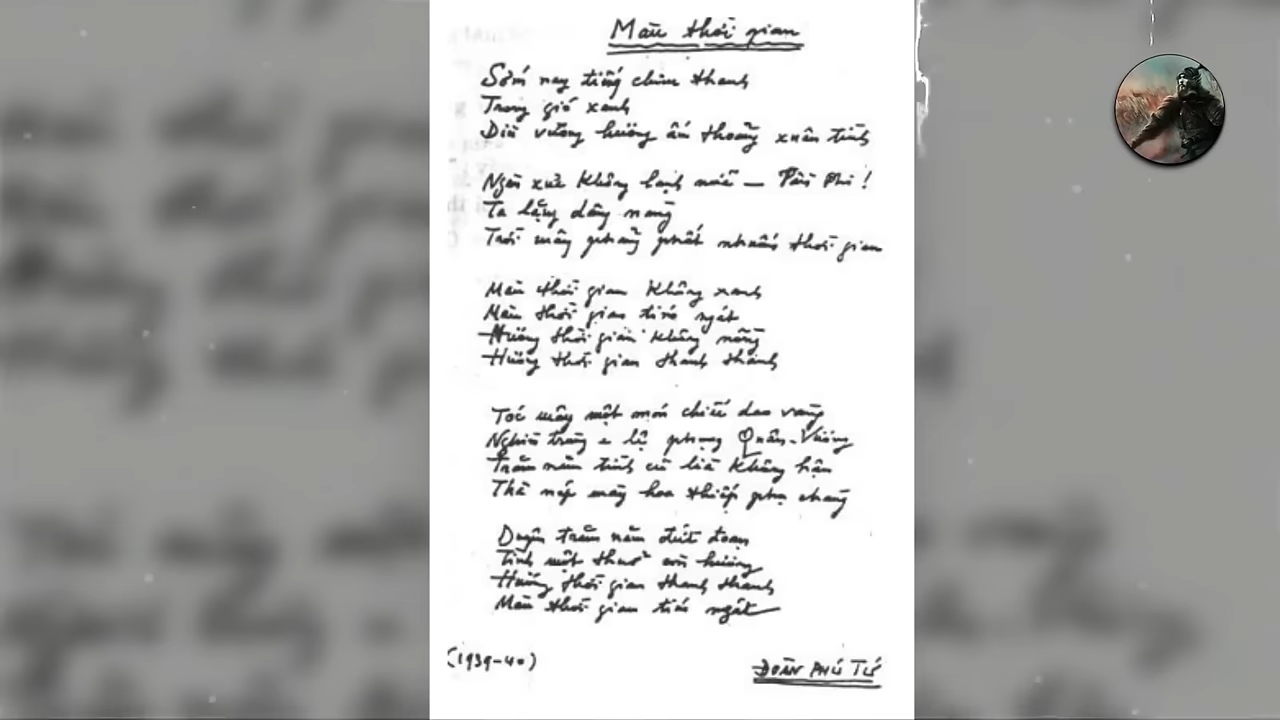 Màu thời gian
Sớm nay tiếng chim thanh
Trong gió xanh
Dìu vương hương ấm thoảng xuân tình
Ngàn xưa không lạnh nữa — Tần Phi!
Ta lặng dâng nàng
Trời mây phảng phất nhuốm thời gian
Màu thời gian không xanh
Màu thời gian tím ngát
Hương thời gian không nồng
Hương thời gian thanh thanh
Tóc mây một món chiếc dao vàng
Nghìn trùng e lệ phụng Quân-Vương
Trăm năm tình cũ lìa không hận
Thà nép mày hoa thiếp phụ chàng
Duyên trăm năm đứt đoạn
Tình một thuở còn hương
Hương thời gian thanh thanh
Màu thời gian tím ngát
(1939-40)
ĐOÀN PHÚ TỨ